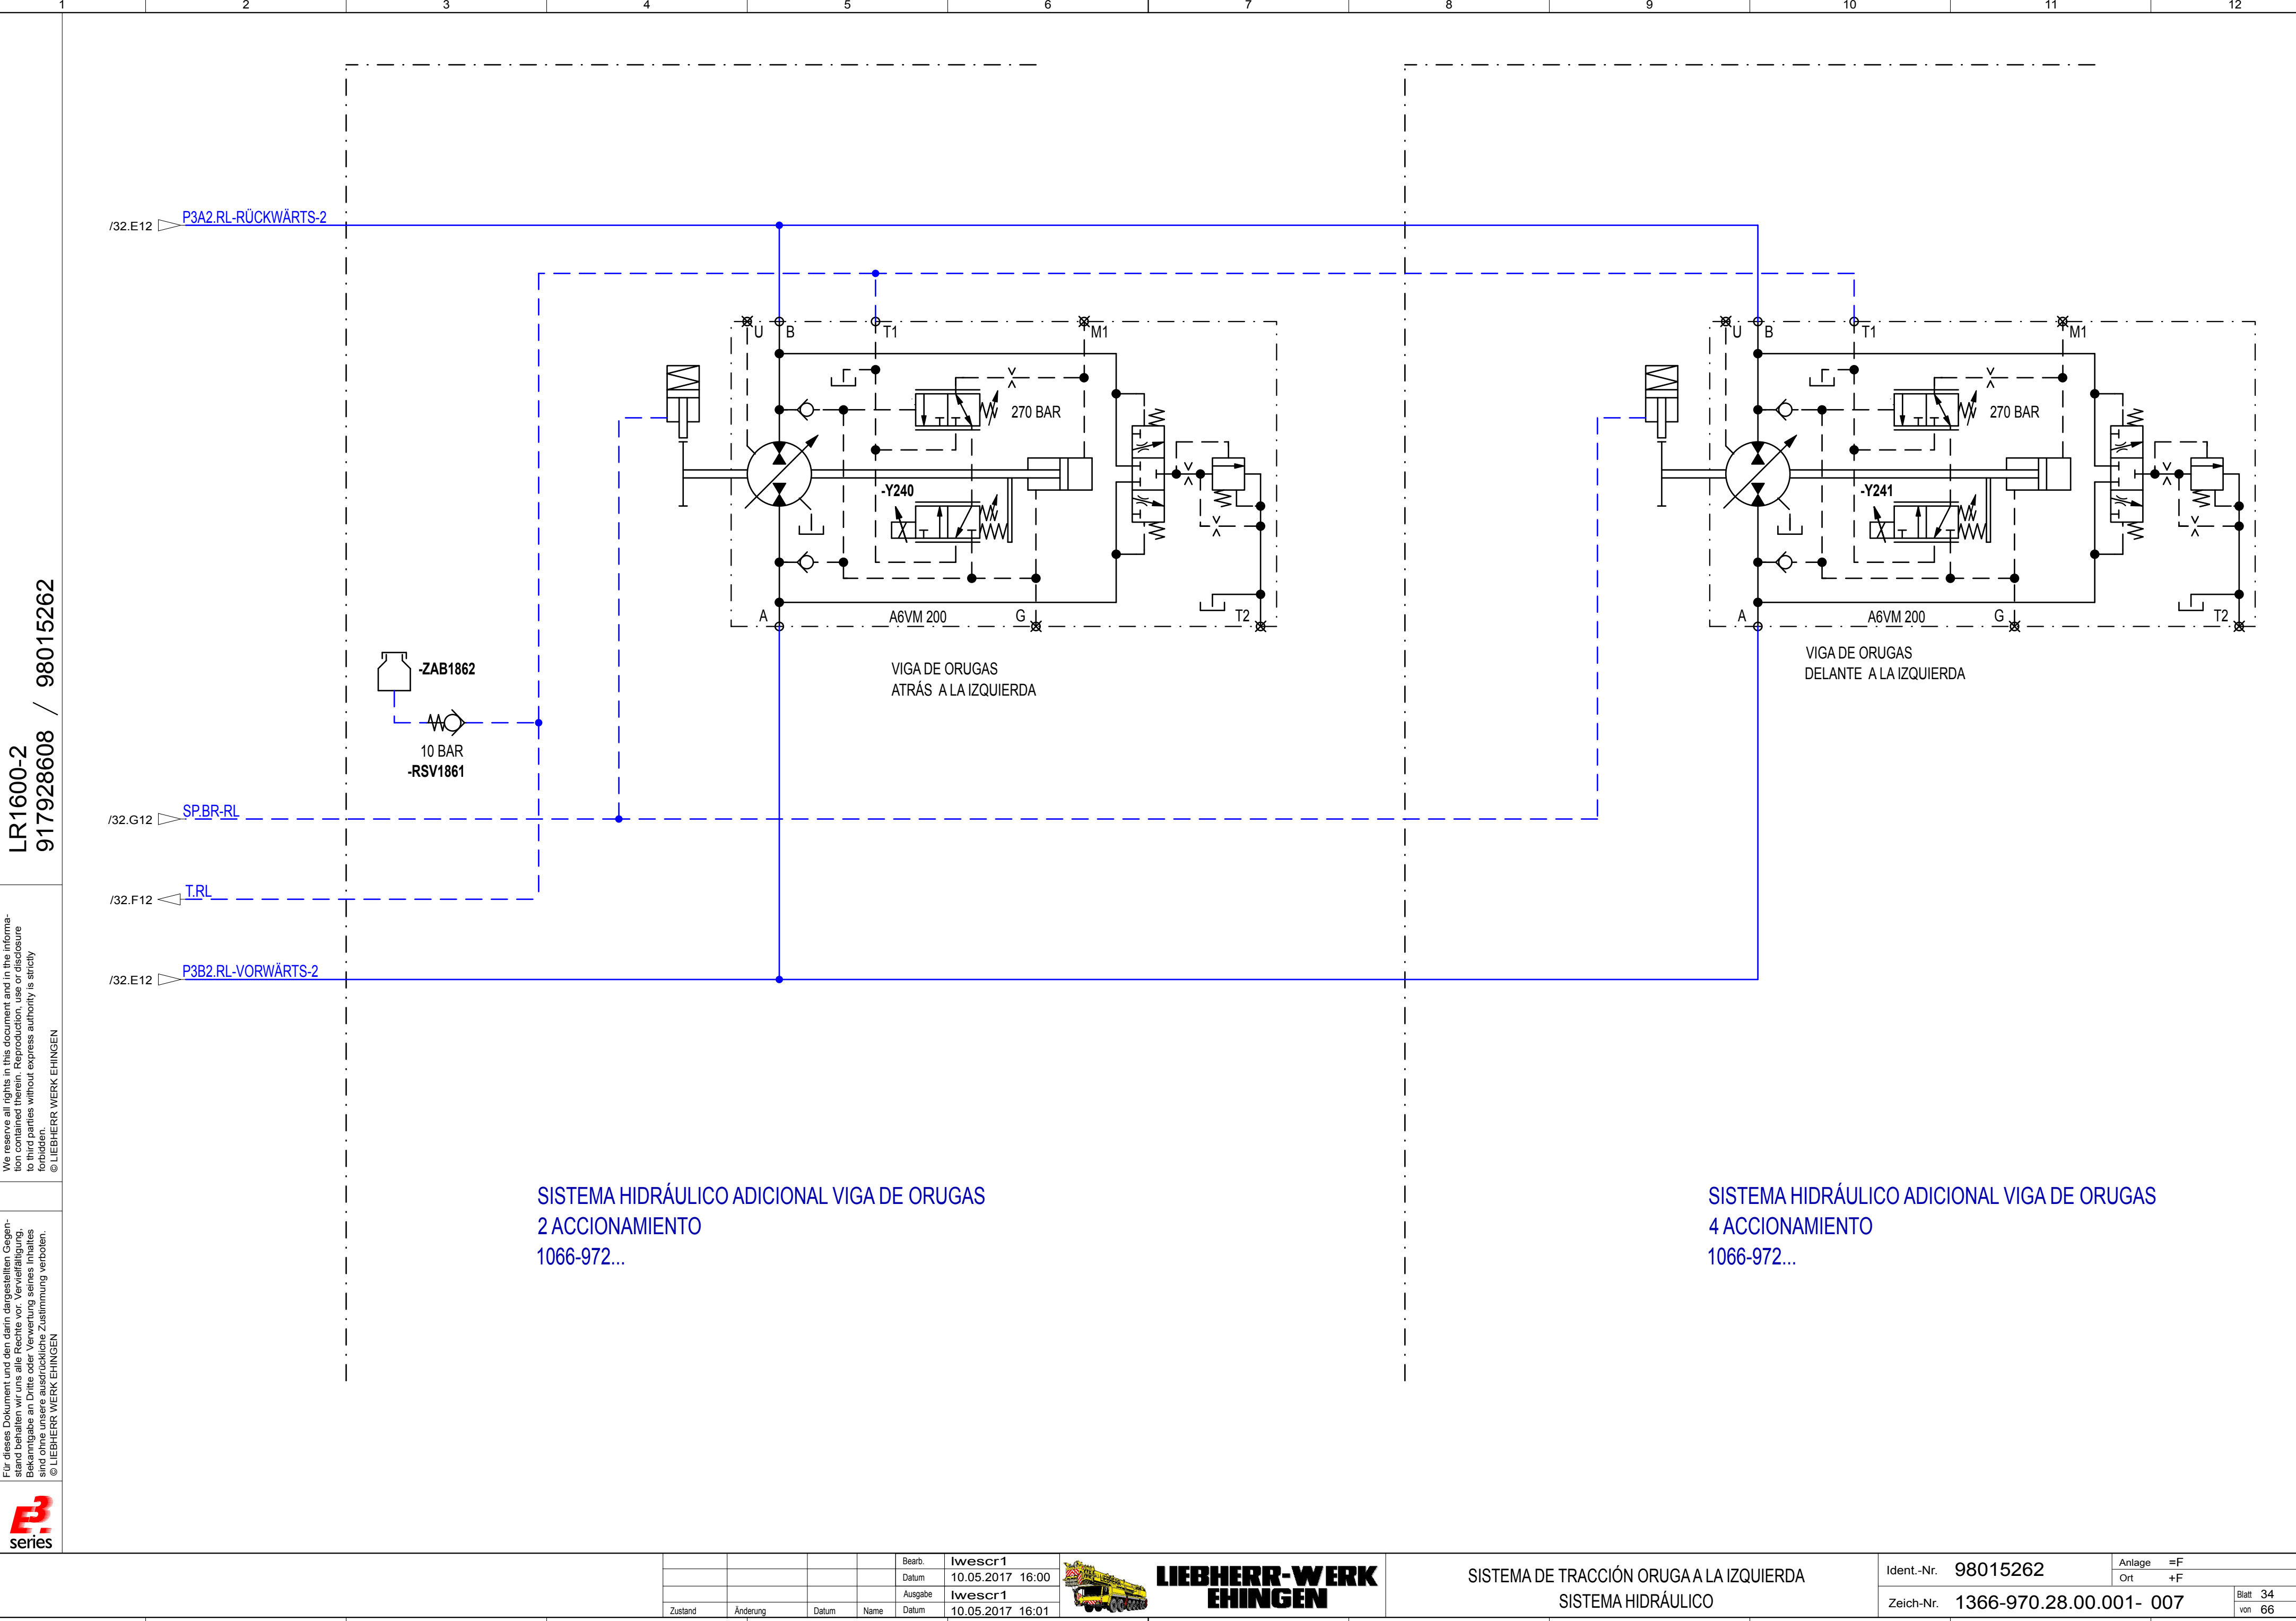 1 2 3 4 5 6 7 8 9 10 11 12
/32.E12 P3A2.RL-RÜCKWÄRTS-2
U B T1 M1
270 BAR
-Y240
A A6VM 200 G T2
VIGA DE ORUGAS
ATRÁS A LA IZQUIERDA
U B T1 M1
270 BAR
-Y241
A A6VM 200 G T2
VIGA DE ORUGAS
DELANTE A LA IZQUIERDA
-ZAB1862
10 BAR
-RSV1861
/32.G12 SP.BR-RL
/32.F12 T.RL
/32.E12 P3B2.RL-VORWÄRTS-2
SISTEMA HIDRÁULICO ADICIONAL VIGA DE ORUGAS
2 ACCIONAMIENTO
1066-972...
SISTEMA HIDRÁULICO ADICIONAL VIGA DE ORUGAS
4 ACCIONAMIENTO
1066-972...
LR1600-2
917928608 / 98015262
We reserve all rights in this document and in the informa-
tion contained therein. Reproduction, use or disclosure
to third parties without express authority is strictly
forbidden.
© LIEBHERR WERK EHINGEN
Für dieses Dokument und den darin dargestellten Gegen-
stand behalten wir uns alle Rechte vor. Vervielfältigung,
Bekanntgabe an Dritte oder Verwertung seines Inhaltes
sind ohne unsere ausdrückliche Zustimmung verboten.
© LIEBHERR WERK EHINGEN
E3.
series
Zustand Änderung Datum Name
Bearb. lwescr1
Datum 10.05.2017 16:00
Ausgabe lwescr1
Datum 10.05.2017 16:01
LIEBHERR-WERK
EHINGEN
SISTEMA DE TRACCIÓN ORUGA A LA IZQUIERDA
SISTEMA HIDRÁULICO
Ident.-Nr. 98015262
Zeich-Nr. 1366-970.28.00.001- 007
Anlage =F
Ort +F
Blatt 34
von 66